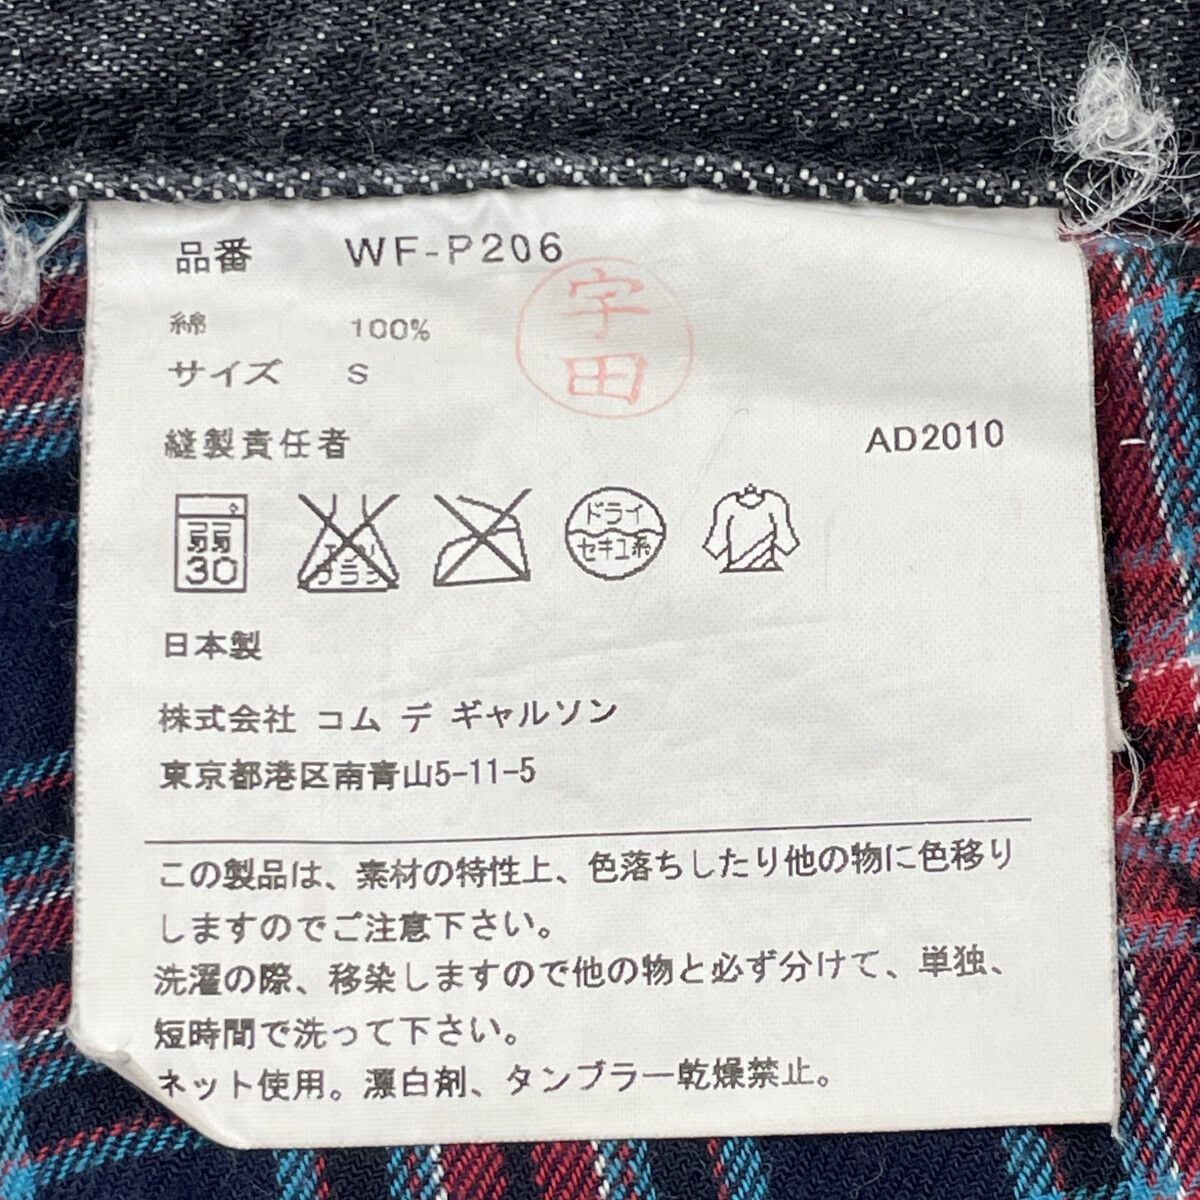 品番 WF-P206
綿 100%
サイズ S
宇田
縫製責任者
AD2010
弱
30
エンソ
ブラシ
ドライ
セキユ系
日本製
株式会社 コム デ ギャルソン
東京都港区南青山5-11-5
この製品は、素材の特性上、色落ちしたり他の物に色移り
しますのでご注意下さい。
洗濯の際、移染しますので他の物と必ず分けて、単独、
短時間で洗って下さい。
ネット使用。漂白剤、タンブラー乾燥禁止。